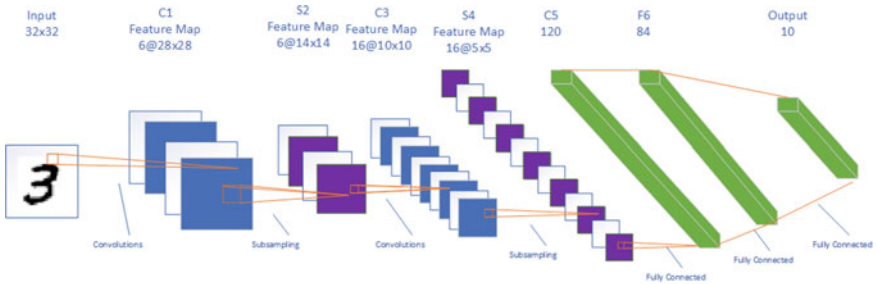 Input
32x32
C1
Feature Map
6@28x28
S2
Feature Map
6@14x14
C3
Feature Map
16@10x10
S4
Feature Map
16@5x5
C5
120
F6
84
Output
10
3
Convolutions
Subsampling
Convolutions
Subsampling
Fully Connected
Fully Connected
Fully Connected